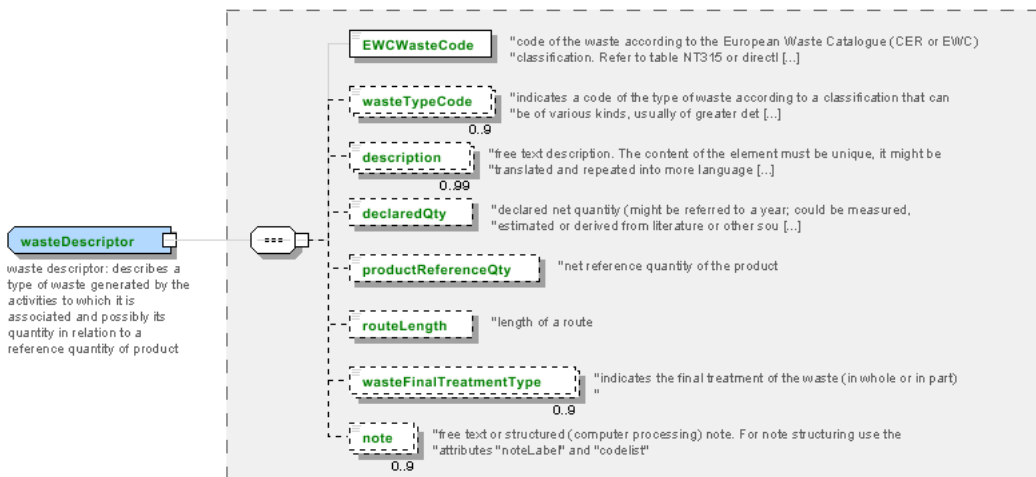 EWCWasteCode
"code of the waste according to the European Waste Catalogue (CER or EWC)
"classification. Refer to table NT315 or directl [...]
wasteTypeCode
0..9
"indicates a code of the type of waste according to a classification that can
"be of various kinds, usually of greater det [...]
description
0..99
"free text description. The content of the element must be unique, it might be
"translated and repeated into more language [...]
declaredQty
"declared net quantity (might be referred to a year; could be measured,
"estimated or derived from literature or other sou [...]
wasteDescriptor
waste descriptor: describes a
type of waste generated by the
activities to which it is
associated and possibly its
quantity in relation to a
reference quantity of product
productReferenceQty
"net reference quantity of the product
routeLength
"length of a route
wasteFinalTreatmentType
0..9
"indicates the final treatment of the waste (in whole or in part)
"
note
0..9
"free text or structured (computer processing) note. For note structuring use the
"attributes "noteLabel" and "codelist"